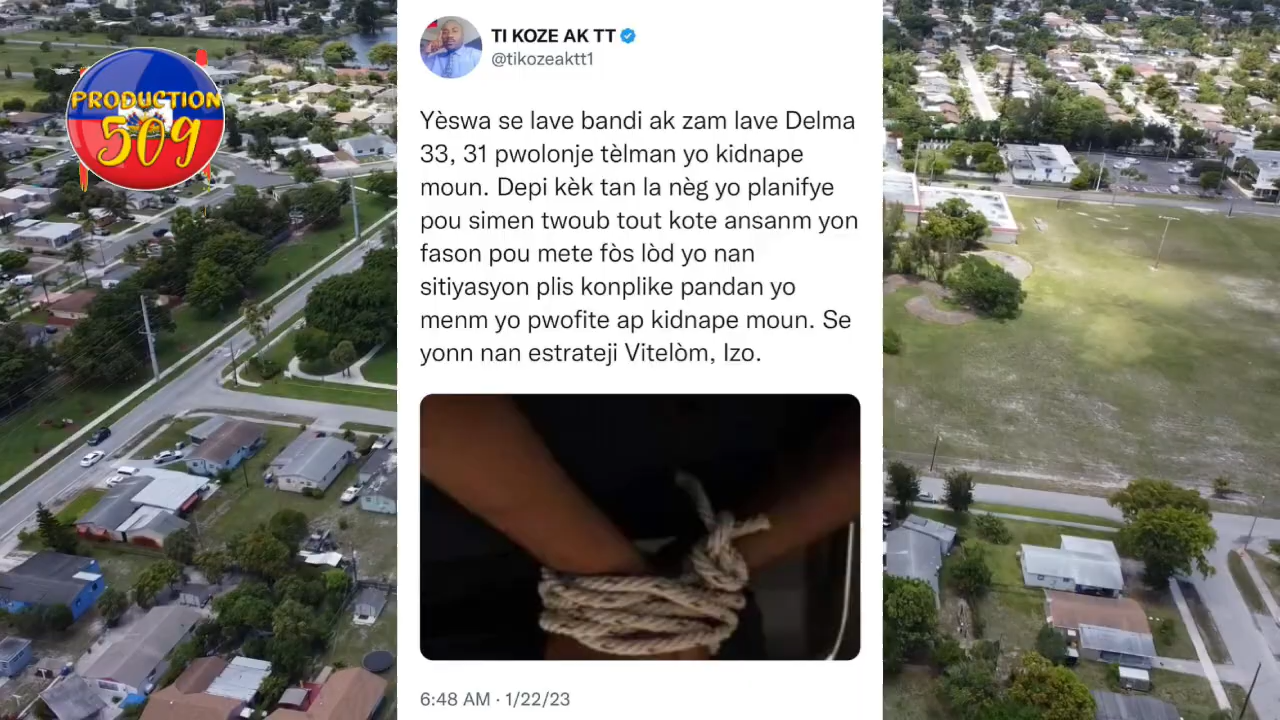 PRODUCTION
509
TI KOZE AK TT
@tikozeaktt1
Yèswa se lave bandi ak zam lave Delma
33, 31 pwolonje tèlman yo kidnape
moun. Depi kèk tan la nèg yo planifye
pou simen twoub tout kote ansanm yon
fason pou mete fòs lòd yo nan
sitiyasyon plis konplike pandan yo
menm yo pwofite ap kidnape moun. Se
yonn nan estrateji Vitelòm, Izo.
6:48 AM · 1/22/23